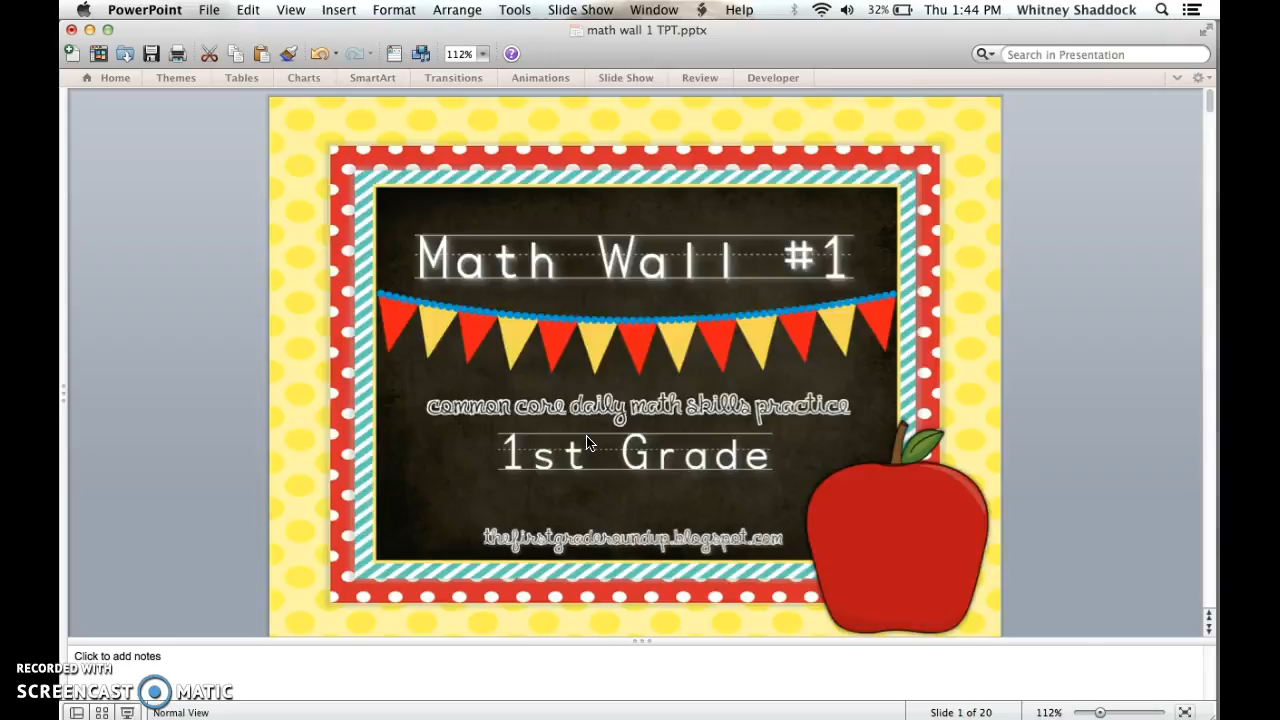 PowerPoint File Edit View Insert Format Arrange Tools Slide Show Window Help 32% Thu 1:44 PM Whitney Shaddock
math wall 1 TPT.pptx
112% Search in Presentation
Home Themes Tables Charts SmartArt Transitions Animations Slide Show Review Developer
Math Wall #1
common core daily math skills practice
1st Grade
thefirstgraderoundup.blogspot.com
Click to add notes
RECORDED WITH
SCREENCAST MATIC
Normal View Slide 1 of 20 112%